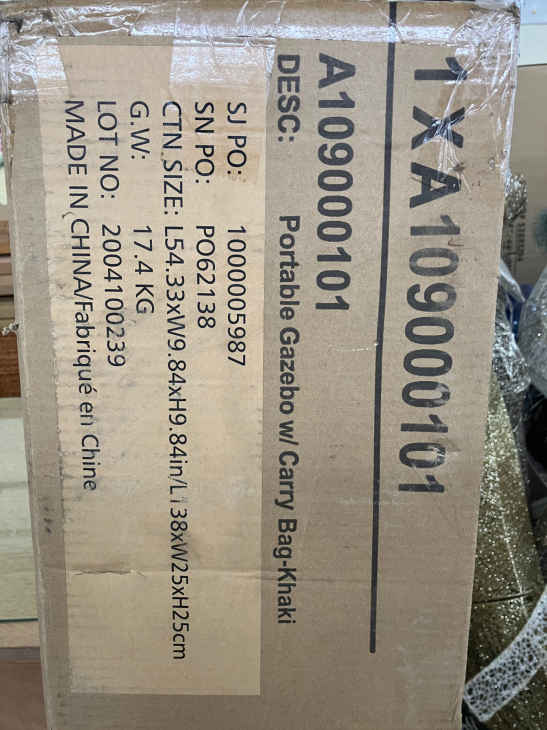 1XA109000101
A109000101
DESC: Portable Gazebo w/ Carry Bag-Khaki
SJ PO: 1000005987
SN PO: PO62138
CTN SIZE: L54.33xW9.84xH9.84in/L138xW25xH25cm
G.W: 17.4 KG
LOT NO: 2004100239
MADE IN CHINA/Fabriqué en Chine